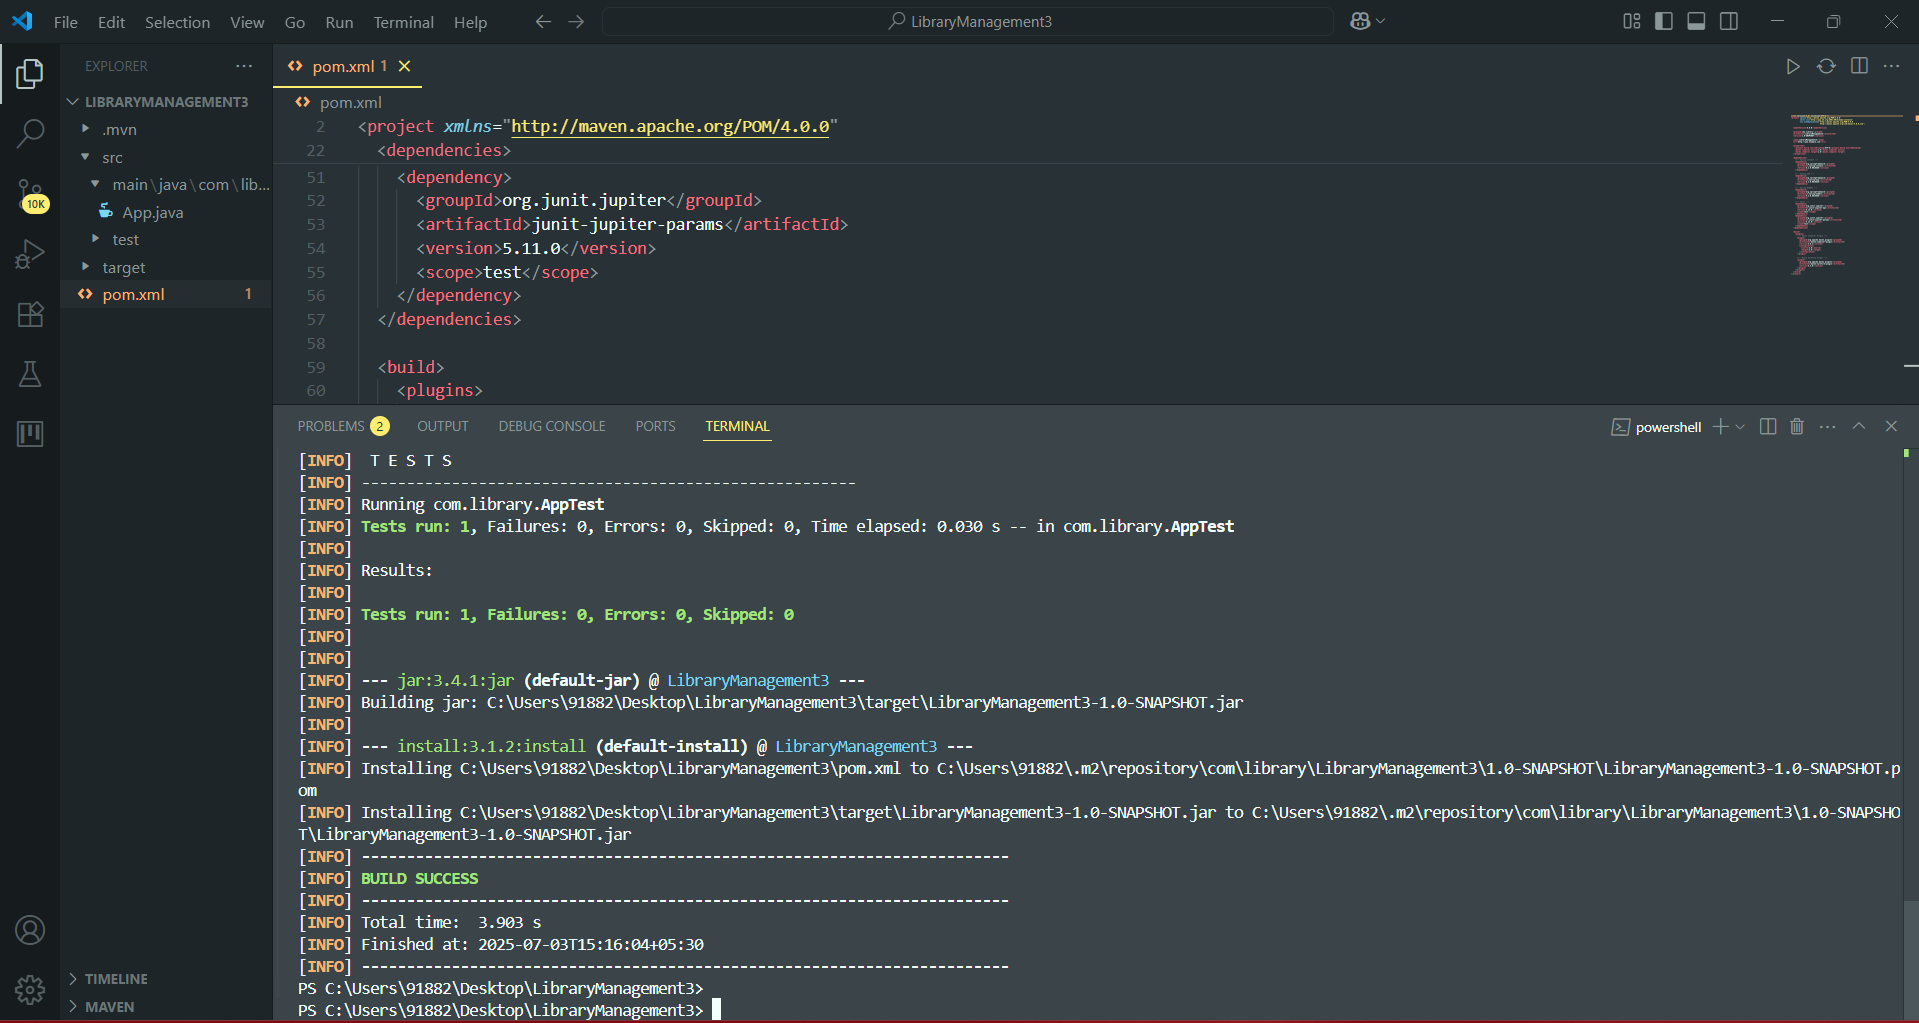 File Edit Selection View Go Run Terminal Help
LibraryManagement3
EXPLORER
LIBRARYMANAGEMENT3
.mvn
src
main\java\com\lib...
App.java
test
target
pom.xml 1
10K
TIMELINE
MAVEN
pom.xml 1
pom.xml
2 <project xmlns="http://maven.apache.org/POM/4.0.0"
22 <dependencies>
51 <dependency>
52 <groupId>org.junit.jupiter</groupId>
53 <artifactId>junit-jupiter-params</artifactId>
54 <version>5.11.0</version>
55 <scope>test</scope>
56 </dependency>
57 </dependencies>
58
59 <build>
60 <plugins>
PROBLEMS 2 OUTPUT DEBUG CONSOLE PORTS TERMINAL
powershell
[INFO]  T E S T S
[INFO] -------------------------------------------------------
[INFO] Running com.library.AppTest
[INFO] Tests run: 1, Failures: 0, Errors: 0, Skipped: 0, Time elapsed: 0.030 s -- in com.library.AppTest
[INFO]
[INFO] Results:
[INFO]
[INFO] Tests run: 1, Failures: 0, Errors: 0, Skipped: 0
[INFO]
[INFO]
[INFO] --- jar:3.4.1:jar (default-jar) @ LibraryManagement3 ---
[INFO] Building jar: C:\Users\91882\Desktop\LibraryManagement3\target\LibraryManagement3-1.0-SNAPSHOT.jar
[INFO]
[INFO] --- install:3.1.2:install (default-install) @ LibraryManagement3 ---
[INFO] Installing C:\Users\91882\Desktop\LibraryManagement3\pom.xml to C:\Users\91882\.m2\repository\com\library\LibraryManagement3\1.0-SNAPSHOT\LibraryManagement3-1.0-SNAPSHOT.p
om
[INFO] Installing C:\Users\91882\Desktop\LibraryManagement3\target\LibraryManagement3-1.0-SNAPSHOT.jar to C:\Users\91882\.m2\repository\com\library\LibraryManagement3\1.0-SNAPSHO
T\LibraryManagement3-1.0-SNAPSHOT.jar
[INFO] ------------------------------------------------------------------------
[INFO] BUILD SUCCESS
[INFO] ------------------------------------------------------------------------
[INFO] Total time:  3.903 s
[INFO] Finished at: 2025-07-03T15:16:04+05:30
[INFO] ------------------------------------------------------------------------
PS C:\Users\91882\Desktop\LibraryManagement3>
PS C:\Users\91882\Desktop\LibraryManagement3>